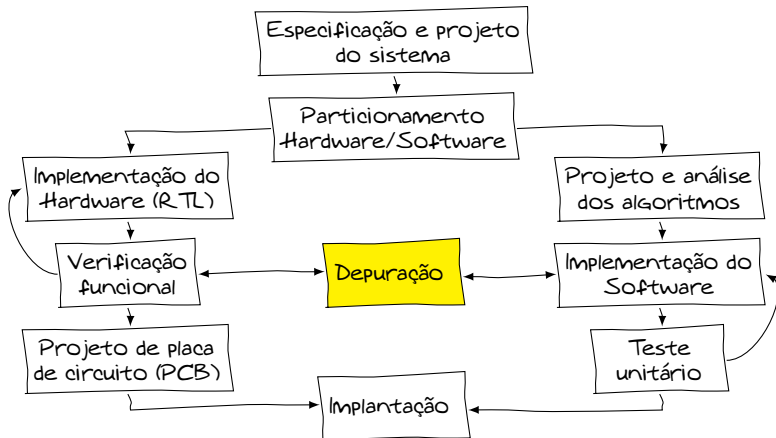 Especificação e projeto
do sistema
Particionamento
Hardware/Software
Implementação do
Hardware (RTL)
Projeto e análise
dos algoritmos
Verificação
funcional
Depuração
Implementação do
Software
Projeto de placa
de circuito (PCB)
Teste
unitário
Implantação